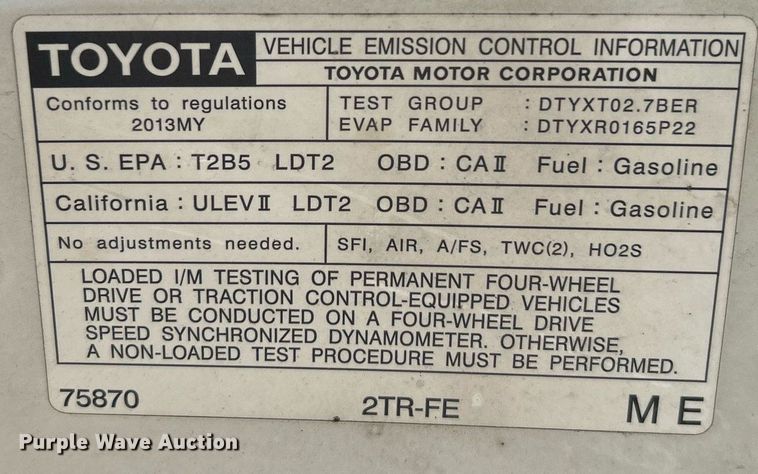 TOYOTA
VEHICLE EMISSION CONTROL INFORMATION
TOYOTA MOTOR CORPORATION
Conforms to regulations
2013MY
TEST GROUP : DTYXT02.7BER
EVAP FAMILY : DTYXR0165P22
U. S. EPA : T2B5 LDT2 OBD : CAⅡ Fuel : Gasoline
California : ULEVⅡ LDT2 OBD : CAⅡ Fuel : Gasoline
No adjustments needed.
SFI, AIR, A/FS, TWC(2), HO2S
LOADED I/M TESTING OF PERMANENT FOUR-WHEEL
DRIVE OR TRACTION CONTROL-EQUIPPED VEHICLES
MUST BE CONDUCTED ON A FOUR-WHEEL DRIVE
SPEED SYNCHRONIZED DYNAMOMETER. OTHERWISE,
A NON-LOADED TEST PROCEDURE MUST BE PERFORMED.
75870 2TR-FE M E
Purple Wave Auction